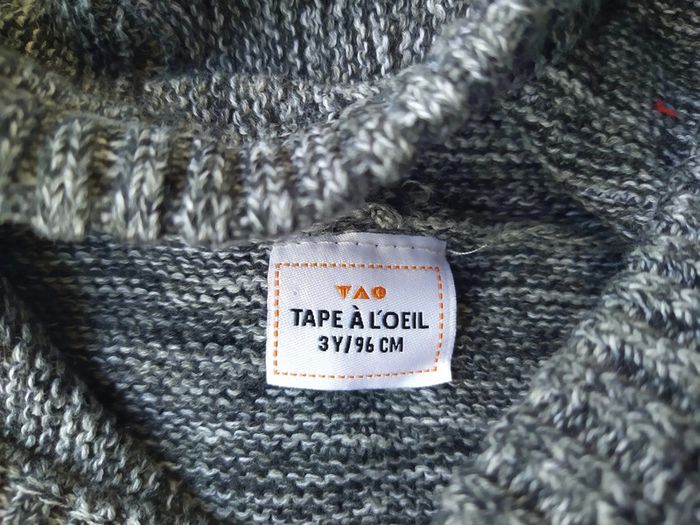 TAO
TAPE À L'OEIL
3Y/96 CM